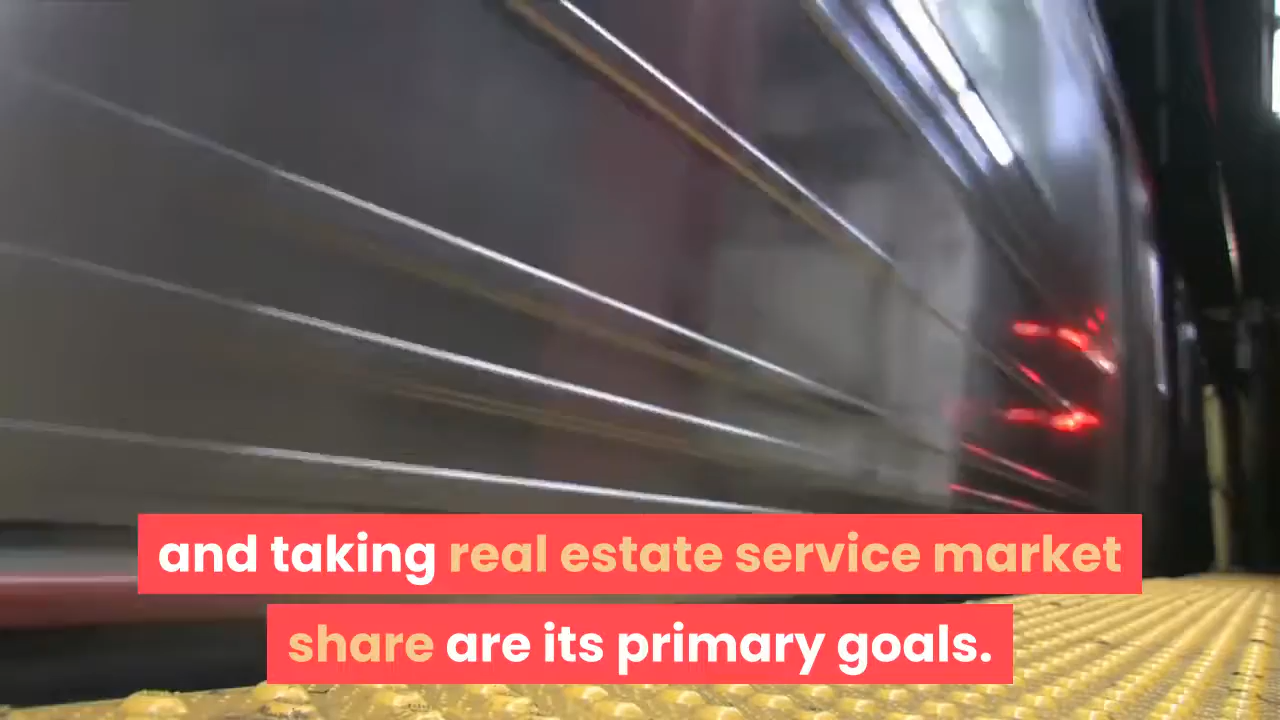 and taking real estate service market
share are its primary goals.